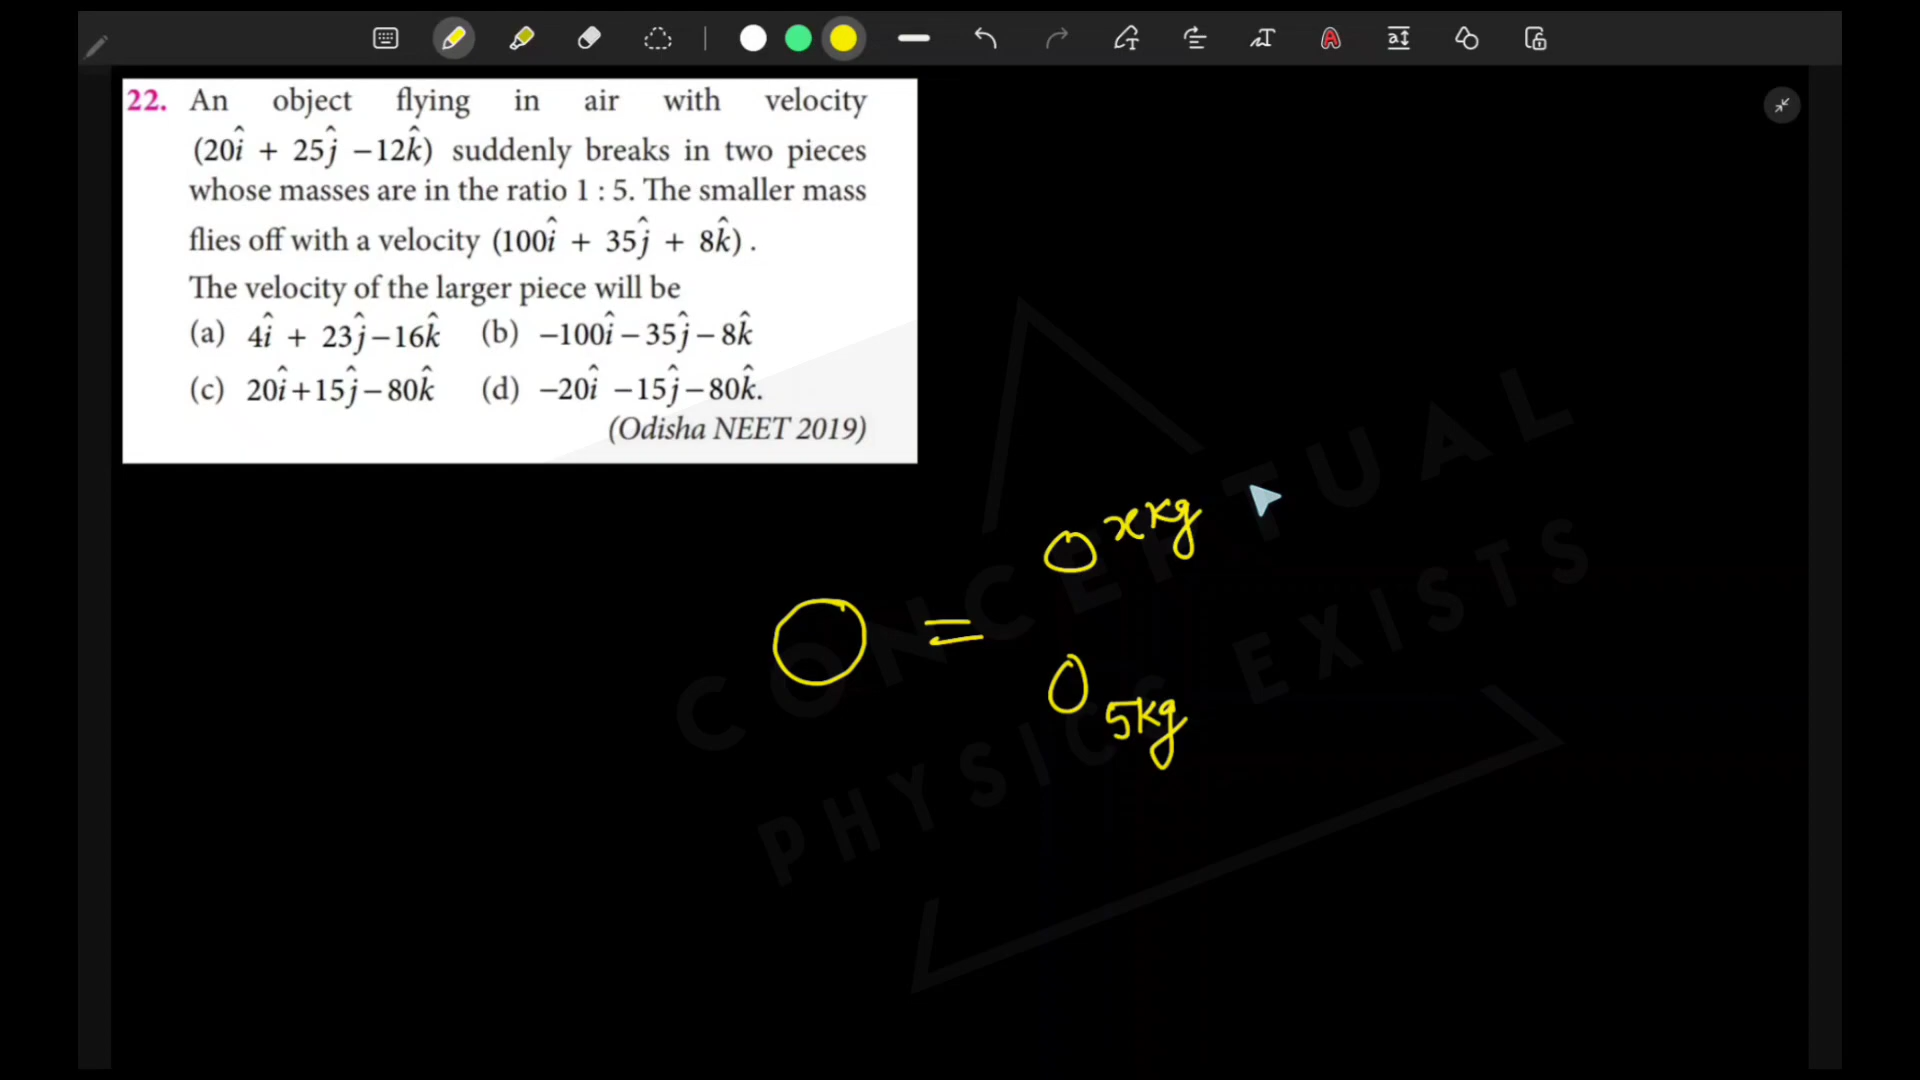 22. An object flying in air with velocity
(20î + 25ĵ − 12k̂) suddenly breaks in two pieces
whose masses are in the ratio 1 : 5. The smaller mass
flies off with a velocity (100î + 35ĵ + 8k̂) .
The velocity of the larger piece will be
(a) 4î + 23ĵ − 16k̂ (b) −100î − 35ĵ − 8k̂
(c) 20î + 15ĵ − 80k̂ (d) −20î − 15ĵ − 80k̂.
(Odisha NEET 2019)
x kg
=
5kg
CONCEPTUAL
PHYSICS EXISTS